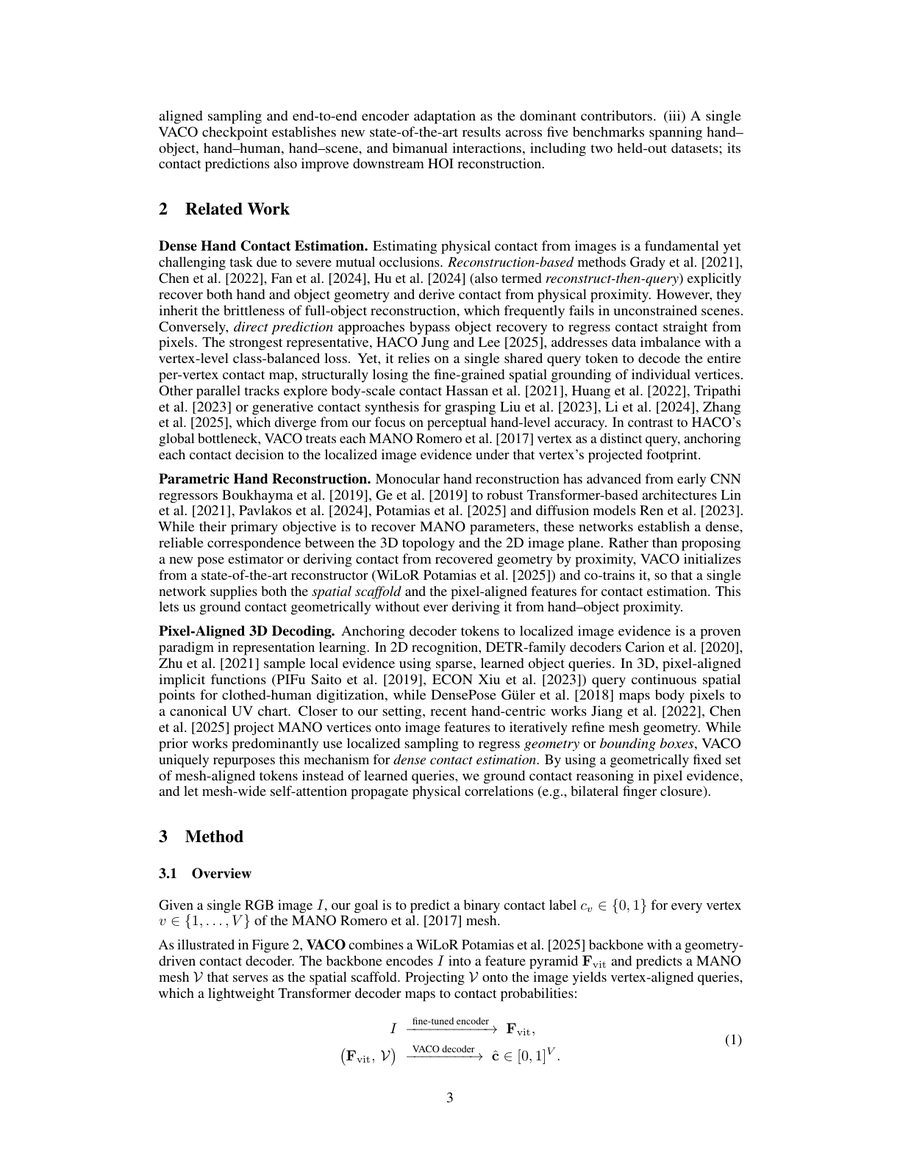 aligned sampling and end-to-end encoder adaptation as the dominant contributors. (iii) A single
VACO checkpoint establishes new state-of-the-art results across five benchmarks spanning hand–
object, hand–human, hand–scene, and bimanual interactions, including two held-out datasets; its
contact predictions also improve downstream HOI reconstruction.
2 Related Work
Dense Hand Contact Estimation. Estimating physical contact from images is a fundamental yet
challenging task due to severe mutual occlusions. Reconstruction-based methods Grady et al. [2021],
Chen et al. [2022], Fan et al. [2024], Hu et al. [2024] (also termed reconstruct-then-query) explicitly
recover both hand and object geometry and derive contact from physical proximity. However, they
inherit the brittleness of full-object reconstruction, which frequently fails in unconstrained scenes.
Conversely, direct prediction approaches bypass object recovery to regress contact straight from
pixels. The strongest representative, HACO Jung and Lee [2025], addresses data imbalance with a
vertex-level class-balanced loss. Yet, it relies on a single shared query token to decode the entire
per-vertex contact map, structurally losing the fine-grained spatial grounding of individual vertices.
Other parallel tracks explore body-scale contact Hassan et al. [2021], Huang et al. [2022], Tripathi
et al. [2023] or generative contact synthesis for grasping Liu et al. [2023], Li et al. [2024], Zhang
et al. [2025], which diverge from our focus on perceptual hand-level accuracy. In contrast to HACO's
global bottleneck, VACO treats each MANO Romero et al. [2017] vertex as a distinct query, anchoring
each contact decision to the localized image evidence under that vertex's projected footprint.
Parametric Hand Reconstruction. Monocular hand reconstruction has advanced from early CNN
regressors Boukhayma et al. [2019], Ge et al. [2019] to robust Transformer-based architectures Lin
et al. [2021], Pavlakos et al. [2024], Potamias et al. [2025] and diffusion models Ren et al. [2023].
While their primary objective is to recover MANO parameters, these networks establish a dense,
reliable correspondence between the 3D topology and the 2D image plane. Rather than proposing
a new pose estimator or deriving contact from recovered geometry by proximity, VACO initializes
from a state-of-the-art reconstructor (WiLoR Potamias et al. [2025]) and co-trains it, so that a single
network supplies both the spatial scaffold and the pixel-aligned features for contact estimation. This
lets us ground contact geometrically without ever deriving it from hand–object proximity.
Pixel-Aligned 3D Decoding. Anchoring decoder tokens to localized image evidence is a proven
paradigm in representation learning. In 2D recognition, DETR-family decoders Carion et al. [2020],
Zhu et al. [2021] sample local evidence using sparse, learned object queries. In 3D, pixel-aligned
implicit functions (PIFu Saito et al. [2019], ECON Xiu et al. [2023]) query continuous spatial
points for clothed-human digitization, while DensePose Güler et al. [2018] maps body pixels to
a canonical UV chart. Closer to our setting, recent hand-centric works Jiang et al. [2022], Chen
et al. [2025] project MANO vertices onto image features to iteratively refine mesh geometry. While
prior works predominantly use localized sampling to regress geometry or bounding boxes, VACO
uniquely repurposes this mechanism for dense contact estimation. By using a geometrically fixed set
of mesh-aligned tokens instead of learned queries, we ground contact reasoning in pixel evidence,
and let mesh-wide self-attention propagate physical correlations (e.g., bilateral finger closure).
3 Method
3.1 Overview
Given a single RGB image I, our goal is to predict a binary contact label c_v ∈ {0, 1} for every vertex
v ∈ {1, . . . , V} of the MANO Romero et al. [2017] mesh.
As illustrated in Figure 2, VACO combines a WiLoR Potamias et al. [2025] backbone with a geometry-
driven contact decoder. The backbone encodes I into a feature pyramid F_vit and predicts a MANO
mesh 𝒱 that serves as the spatial scaffold. Projecting 𝒱 onto the image yields vertex-aligned queries,
which a lightweight Transformer decoder maps to contact probabilities:
I —fine-tuned encoder→ F_vit,
(F_vit, 𝒱) —VACO decoder→ ĉ ∈ [0, 1]^V. (1)
3